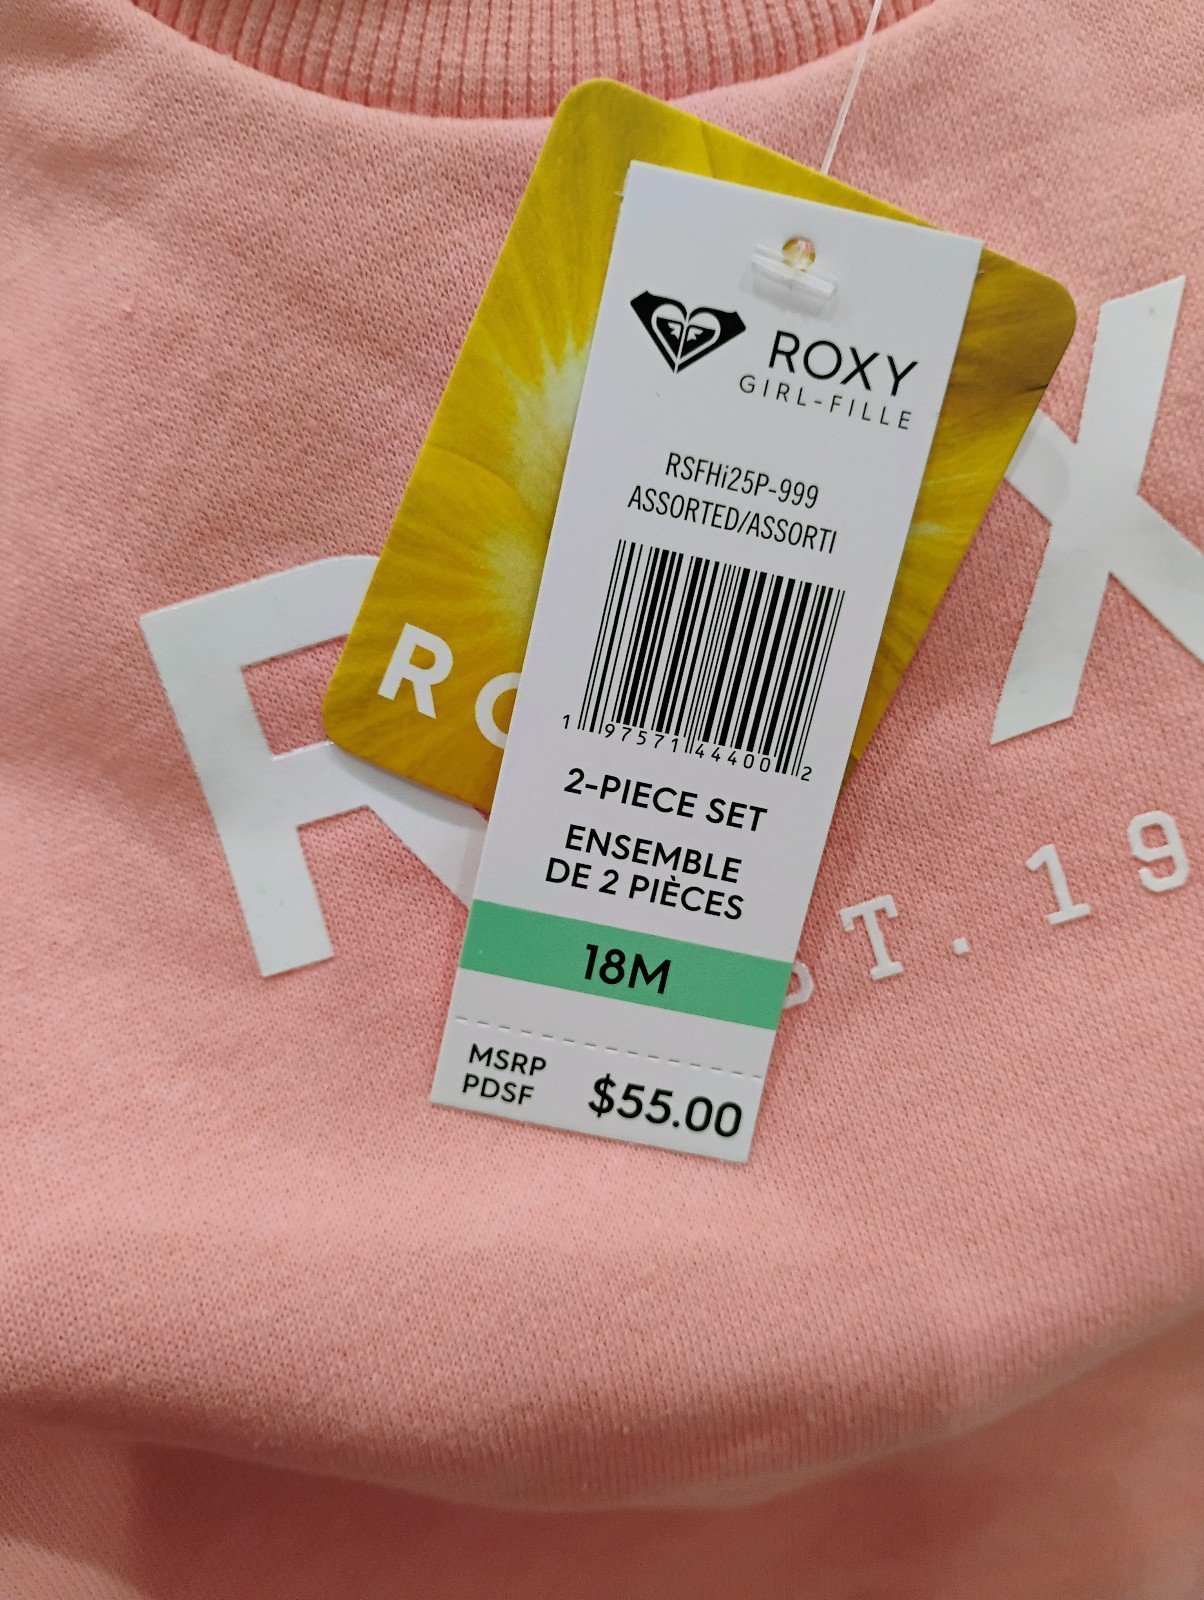 ROXY
GIRL-FILLE
RSFHi25P-999
ASSORTED/ASSORTI
1 97571 44400 2
2-PIECE SET
ENSEMBLE
DE 2 PIÈCES
18M
MSRP
PDSF
$55.00
RO
R X
ST. 19